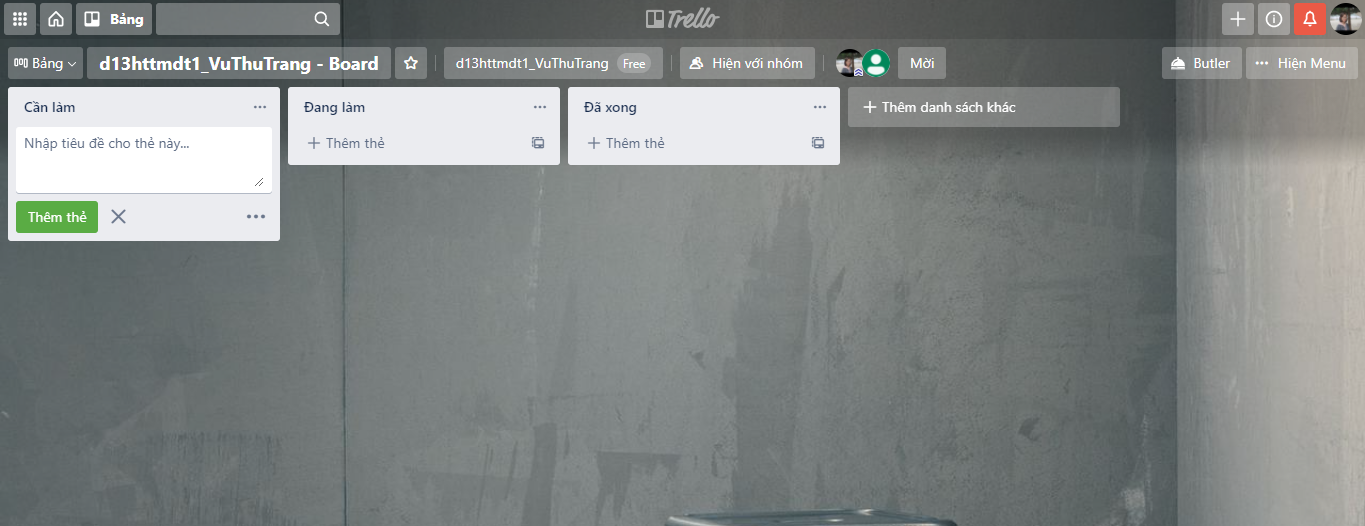 Bảng
Trello
Bảng
d13httmdt1_VuThuTrang - Board
d13httmdt1_VuThuTrang Free
Hiện với nhóm
Mời
Butler
Hiện Menu
Cần làm
Nhập tiêu đề cho thẻ này...
Thêm thẻ
Đang làm
Thêm thẻ
Đã xong
Thêm thẻ
Thêm danh sách khác